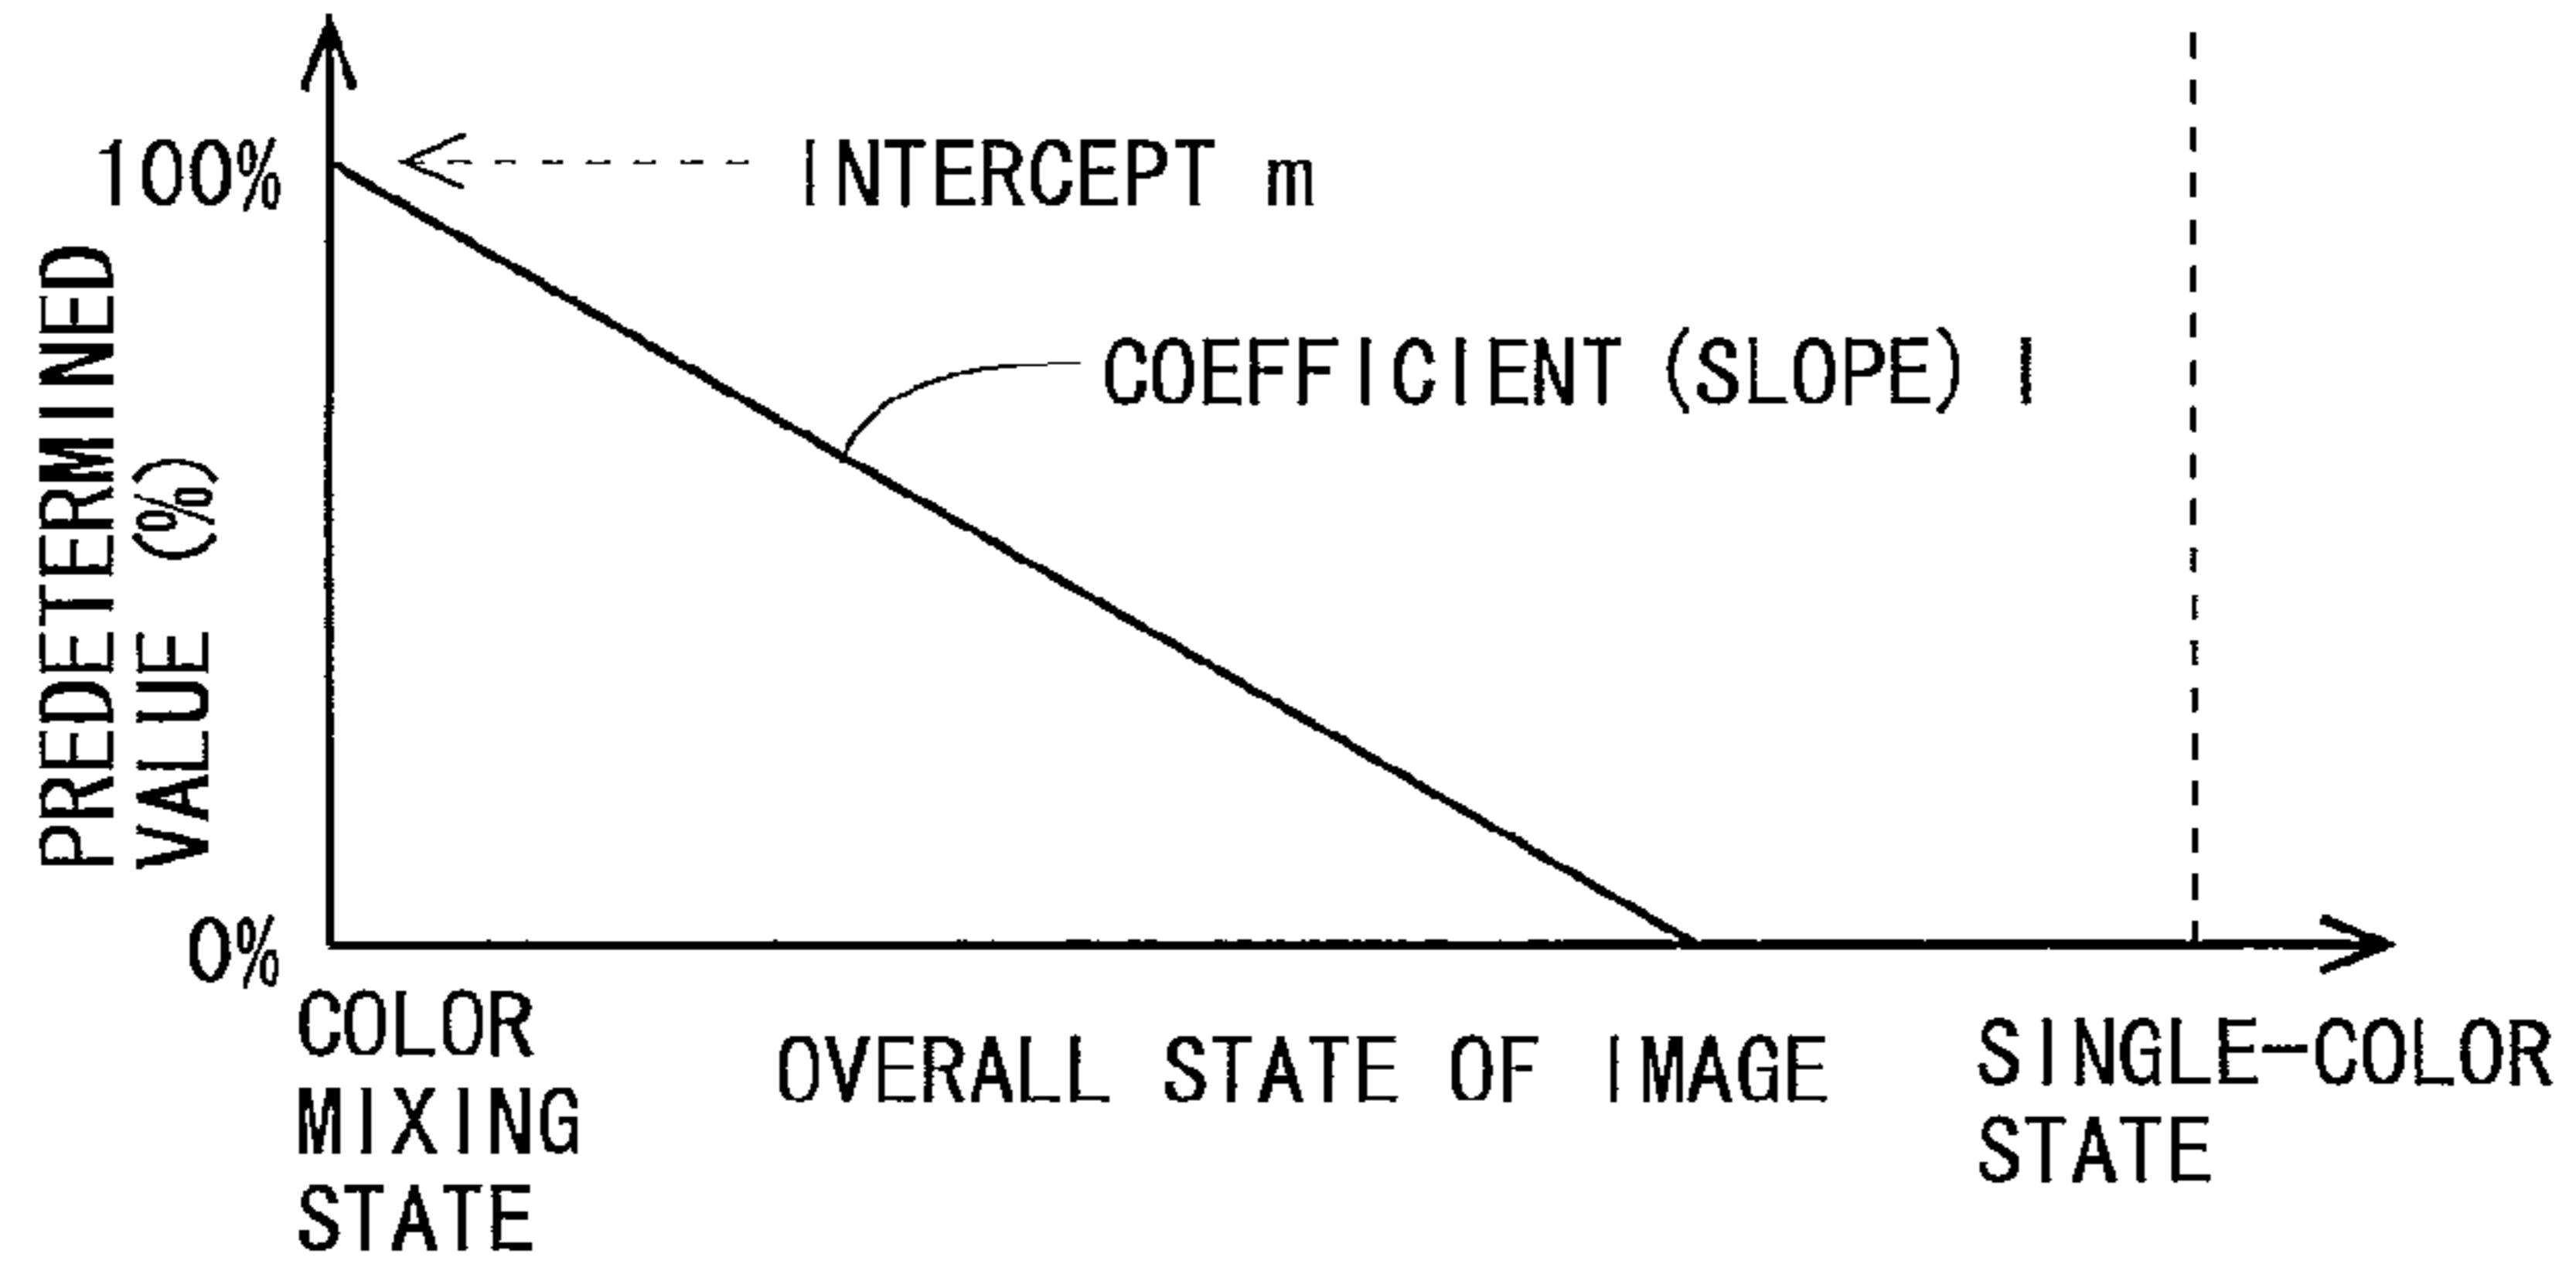 100%
INTERCEPT m
COEFFICIENT (SLOPE) l
PREDETERMINED
VALUE (%)
0%
COLOR
MIXING
STATE
OVERALL STATE OF IMAGE
SINGLE-COLOR
STATE